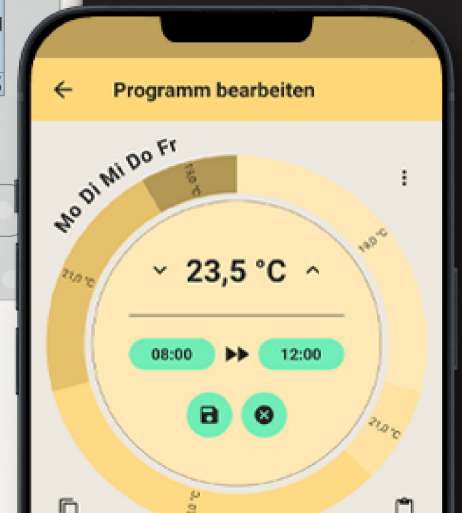 Programm bearbeiten
Mo Di Mi Do Fr
19,0 °C
19,0 °C
21,0 °C
23,5 °C
08:00
12:00
21,0 °C